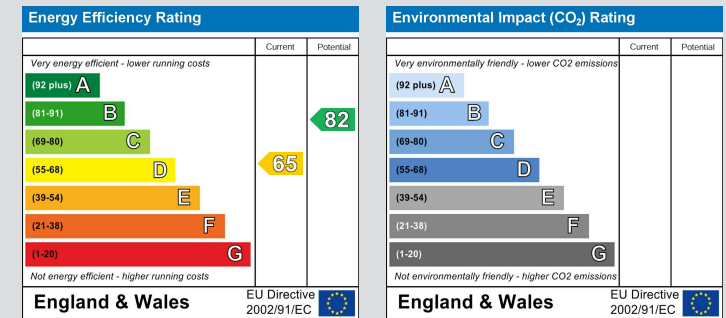 Energy Efficiency Rating
Current Potential
Very energy efficient - lower running costs
(92 plus) A
(81-91) B
82
(69-80) C
(55-68) D
65
(39-54) E
(21-38) F
(1-20) G
Not energy efficient - higher running costs
England & Wales
EU Directive
2002/91/EC
Environmental Impact (CO₂) Rating
Current Potential
Very environmentally friendly - lower CO2 emissions
(92 plus) A
(81-91) B
(69-80) C
(55-68) D
(39-54) E
(21-38) F
(1-20) G
Not environmentally friendly - higher CO2 emissions
England & Wales
EU Directive
2002/91/EC